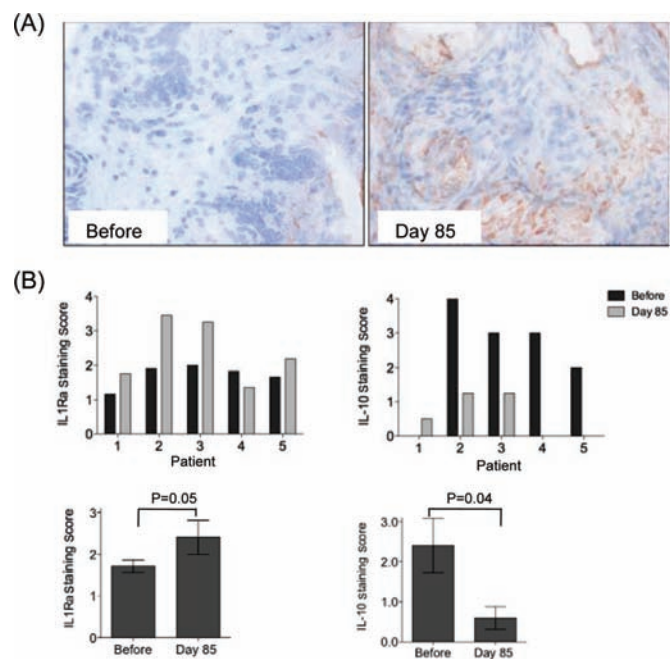 (A)
Before
Day 85
(B)
IL1Ra staining score
4
3
2
1
0
1 2 3 4 5
Patient
IL-10 Staining score
4
3
2
1
0
1 2 3 4 5
Patient
Before
Day 85
P=0.05
IL1Ra staining score
3
2
1
0
Before Day 85
P=0.04
IL-10 staining score
3.0
2.0
1.0
0.0
Before Day 85